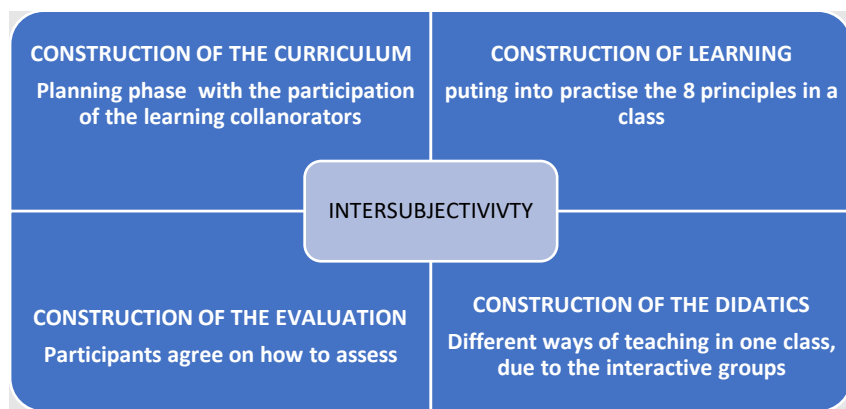 CONSTRUCTION OF THE CURRICULUM
Planning phase with the participation
of the learning collanorators
CONSTRUCTION OF LEARNING
puting into practise the 8 principles in a
class
INTERSUBJECTIVIVTY
CONSTRUCTION OF THE EVALUATION
Participants agree on how to assess
CONSTRUCTION OF THE DIDATICS
Different ways of teaching in one class,
due to the interactive groups